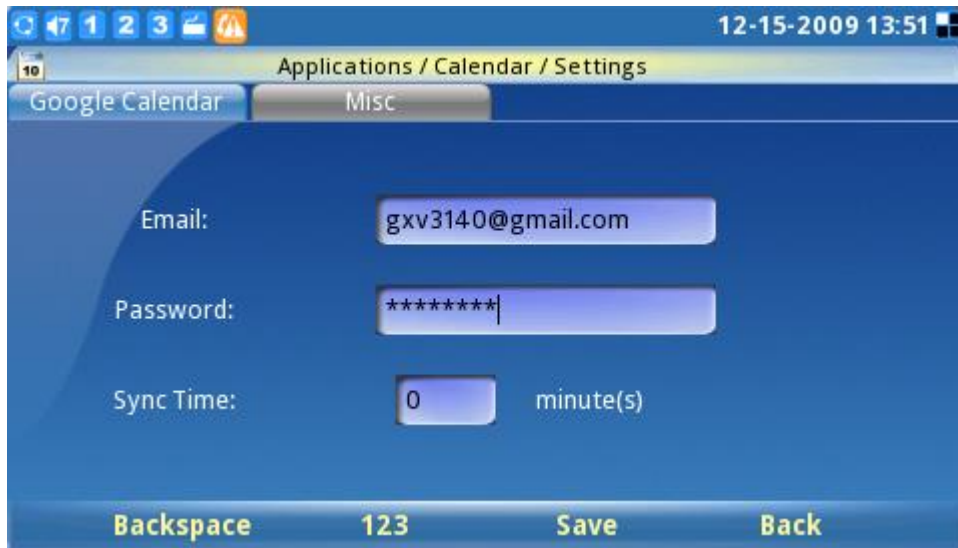 7 1 2 3 12-15-2009 13:51
10 Applications / Calendar / Settings
Google Calendar Misc
Email: gxv3140@gmail.com
Password: ********
Sync Time: 0 minute(s)
Backspace 123 Save Back